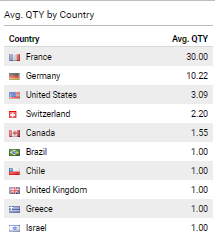 Avg. QTY by Country
Country Avg. QTY
France 30.00
Germany 10.22
United States 3.09
Switzerland 2.20
Canada 1.55
Brazil 1.00
Chile 1.00
United Kingdom 1.00
Greece 1.00
Israel 1.00